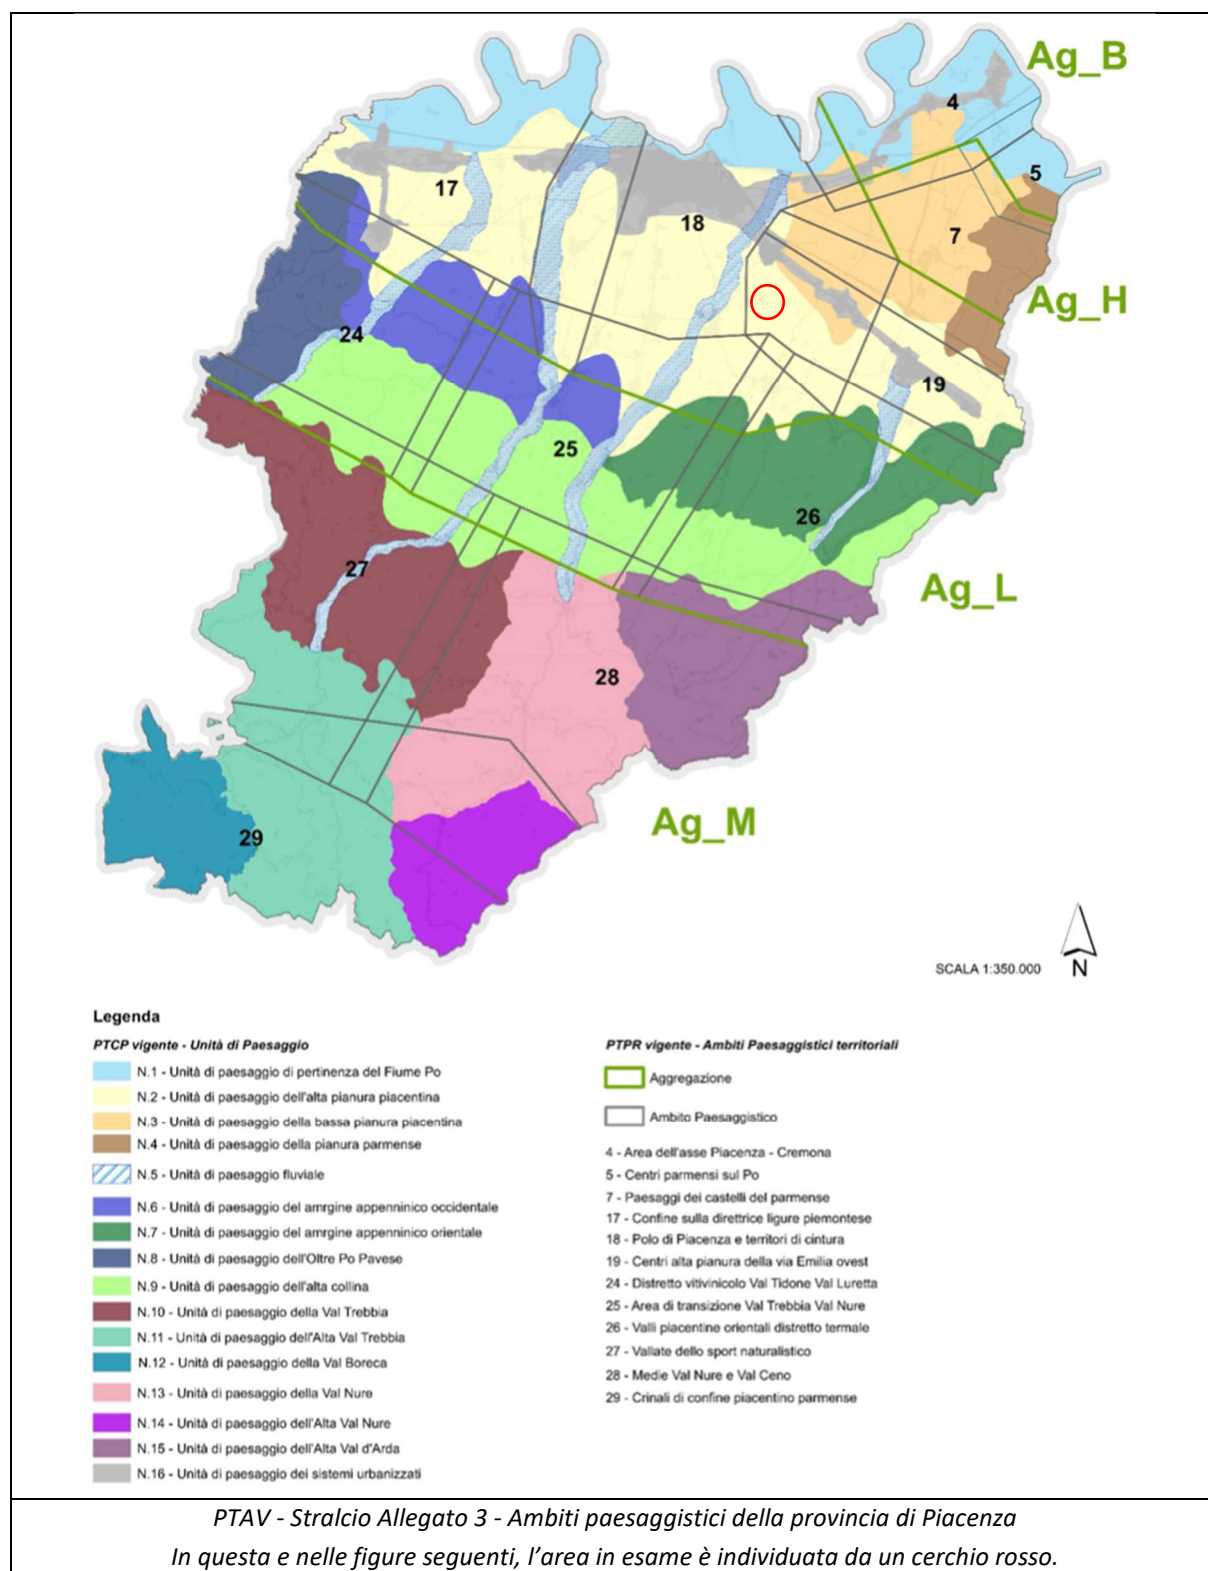 Ag_B
4
5
17
18
7
Ag_H
24
19
25
26
Ag_L
27
28
Ag_M
29
SCALA 1:350.000
N
Legenda
PTCP vigente - Unità di Paesaggio
N.1 - Unità di paesaggio di pertinenza del Fiume Po
N.2 - Unità di paesaggio dell'alta pianura piacentina
N.3 - Unità di paesaggio della bassa pianura piacentina
N.4 - Unità di paesaggio della pianura parmense
N.5 - Unità di paesaggio fluviale
N.6 - Unità di paesaggio del amrgine appenninico occidentale
N.7 - Unità di paesaggio del amrgine appenninico orientale
N.8 - Unità di paesaggio dell'Oltre Po Pavese
N.9 - Unità di paesaggio dell'alta collina
N.10 - Unità di paesaggio della Val Trebbia
N.11 - Unità di paesaggio dell'Alta Val Trebbia
N.12 - Unità di paesaggio della Val Boreca
N.13 - Unità di paesaggio della Val Nure
N.14 - Unità di paesaggio dell'Alta Val Nure
N.15 - Unità di paesaggio dell'Alta Val d'Arda
N.16 - Unità di paesaggio dei sistemi urbanizzati
PTPR vigente - Ambiti Paesaggistici territoriali
Aggregazione
Ambito Paesaggistico
4 - Area dell'asse Piacenza - Cremona
5 - Centri parmensi sul Po
7 - Paesaggi dei castelli del parmense
17 - Confine sulla direttrice ligure piemontese
18 - Polo di Piacenza e territori di cintura
19 - Centri alta pianura della via Emilia ovest
24 - Distretto vitivinicolo Val Tidone Val Luretta
25 - Area di transizione Val Trebbia Val Nure
26 - Valli piacentine orientali distretto termale
27 - Vallate dello sport naturalistico
28 - Medie Val Nure e Val Ceno
29 - Crinali di confine piacentino parmense
PTAV - Stralcio Allegato 3 - Ambiti paesaggistici della provincia di Piacenza
In questa e nelle figure seguenti, l'area in esame è individuata da un cerchio rosso.